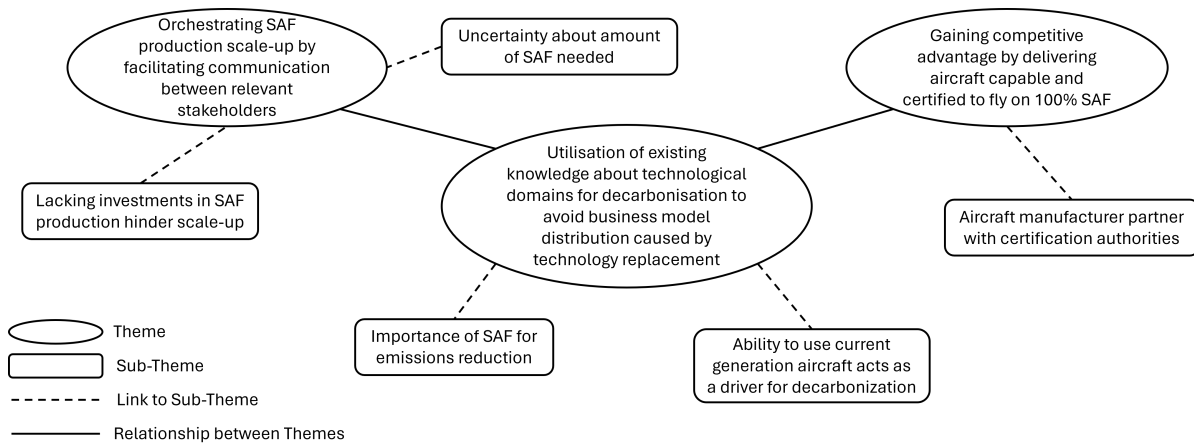 Orchestrating SAF
production scale-up by
facilitating communication
between relevant
stakeholders
Uncertainty about amount
of SAF needed
Gaining competitive
advantage by delivering
aircraft capable and
certified to fly on 100% SAF
Utilisation of existing
knowledge about technological
domains for decarbonisation to
avoid business model
distribution caused by
technology replacement
Lacking investments in SAF
production hinder scale-up
Aircraft manufacturer partner
with certification authorities
Importance of SAF for
emissions reduction
Ability to use current
generation aircraft acts as
a driver for decarbonization
Theme
Sub-Theme
Link to Sub-Theme
Relationship between Themes